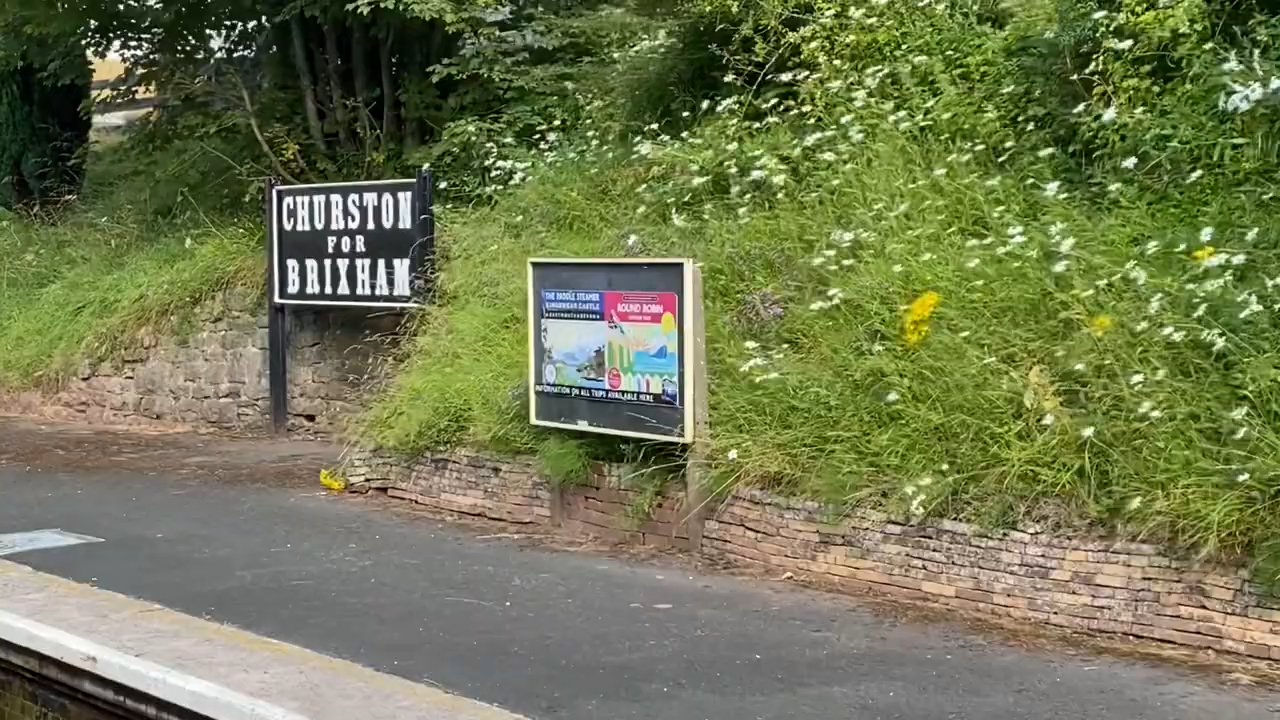 CHURSTON
FOR
BRIXHAM
THE PADDLE STEAMER
KINGSWEAR CASTLE
ROUND ROBIN
INFORMATION ON ALL TRIPS AVAILABLE HERE